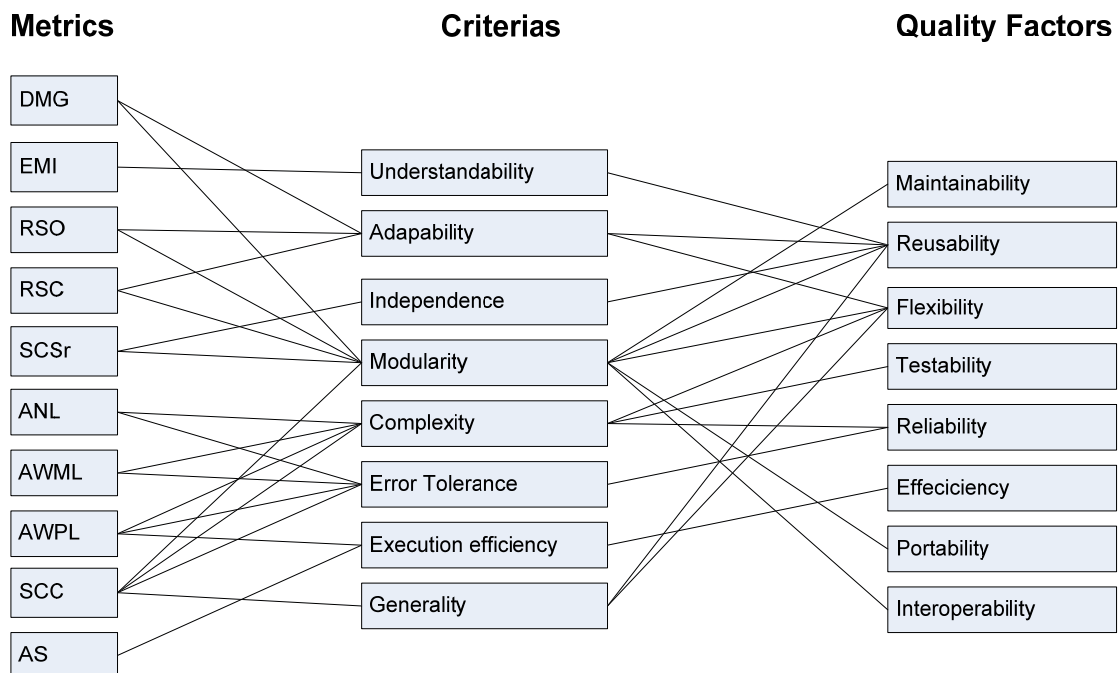 Metrics
Criterias
Quality Factors
DMG
EMI
RSO
RSC
SCSr
ANL
AWML
AWPL
SCC
AS
Understandability
Adapability
Independence
Modularity
Complexity
Error Tolerance
Execution efficiency
Generality
Maintainability
Reusability
Flexibility
Testability
Reliability
Effeciciency
Portability
Interoperability